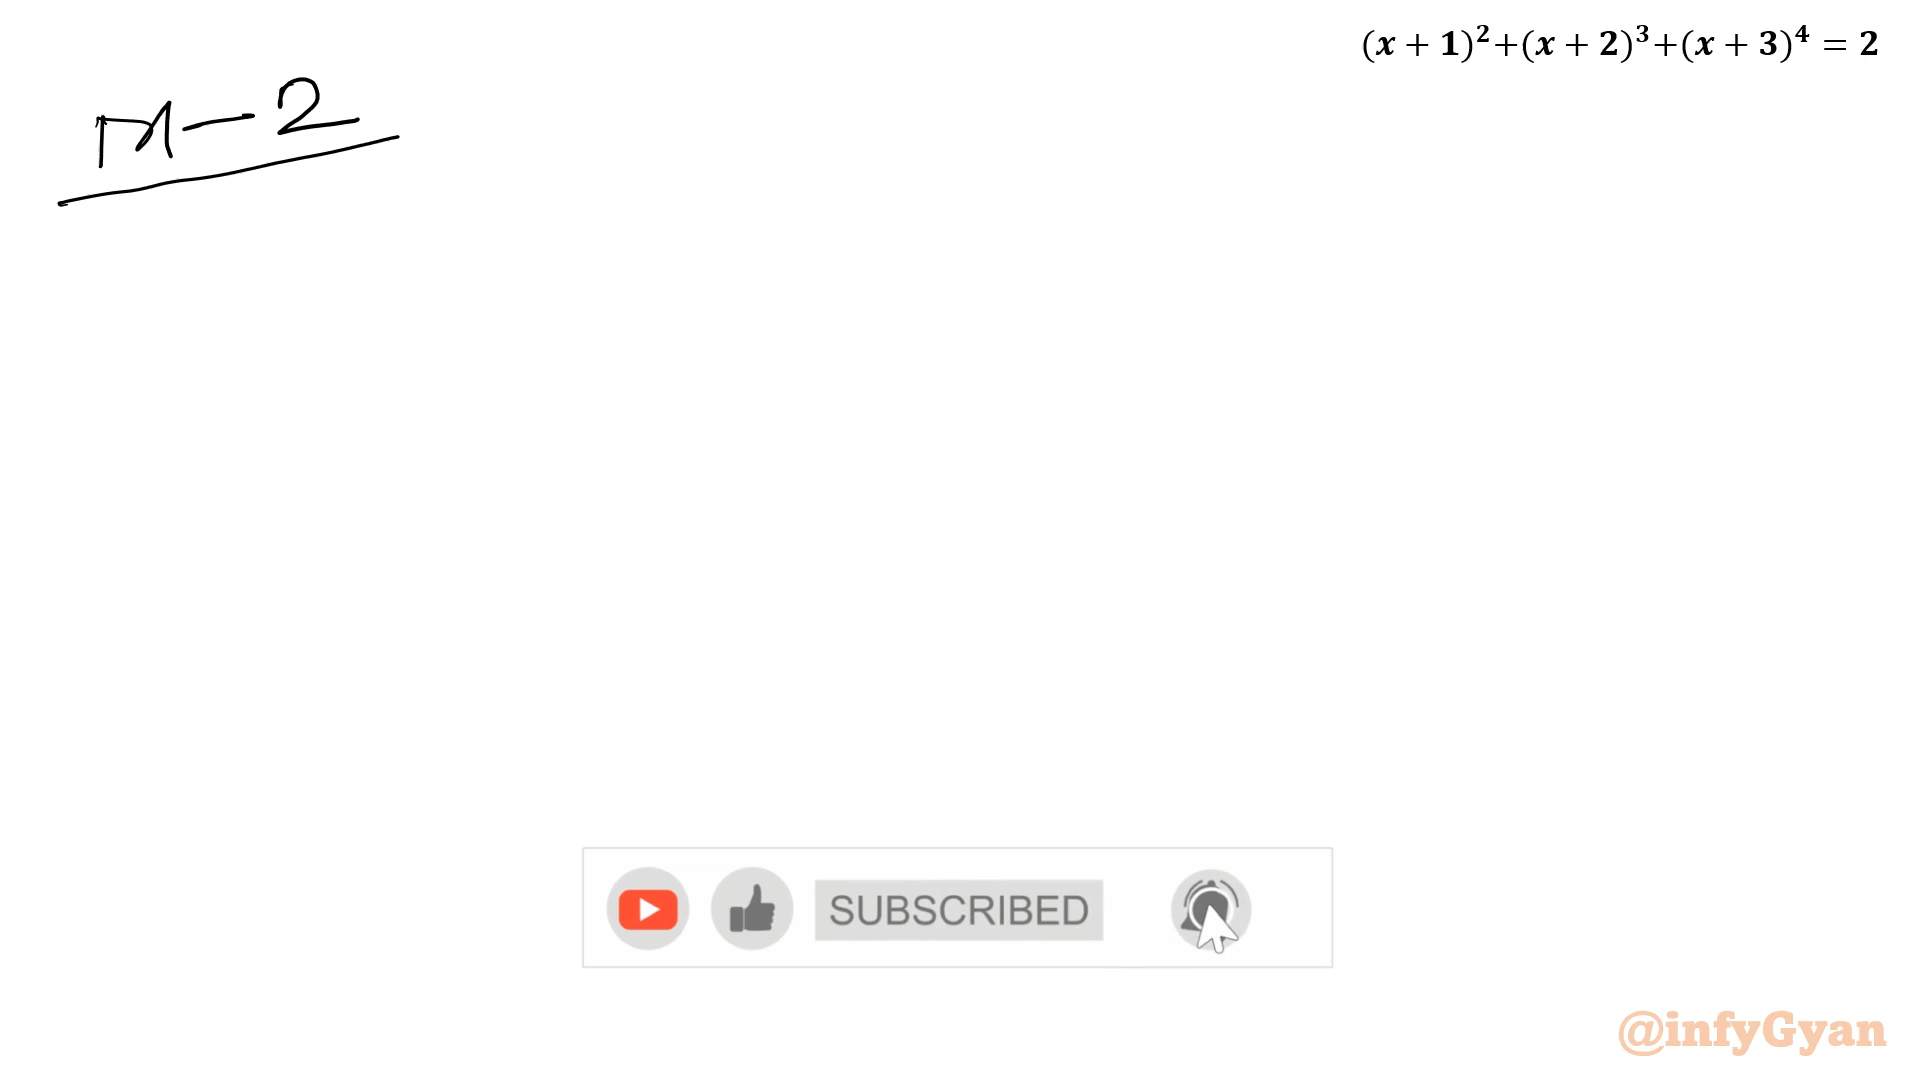 (x + 1)²+(x + 2)³+(x + 3)⁴ = 2
M-2
SUBSCRIBED
@infyGyan